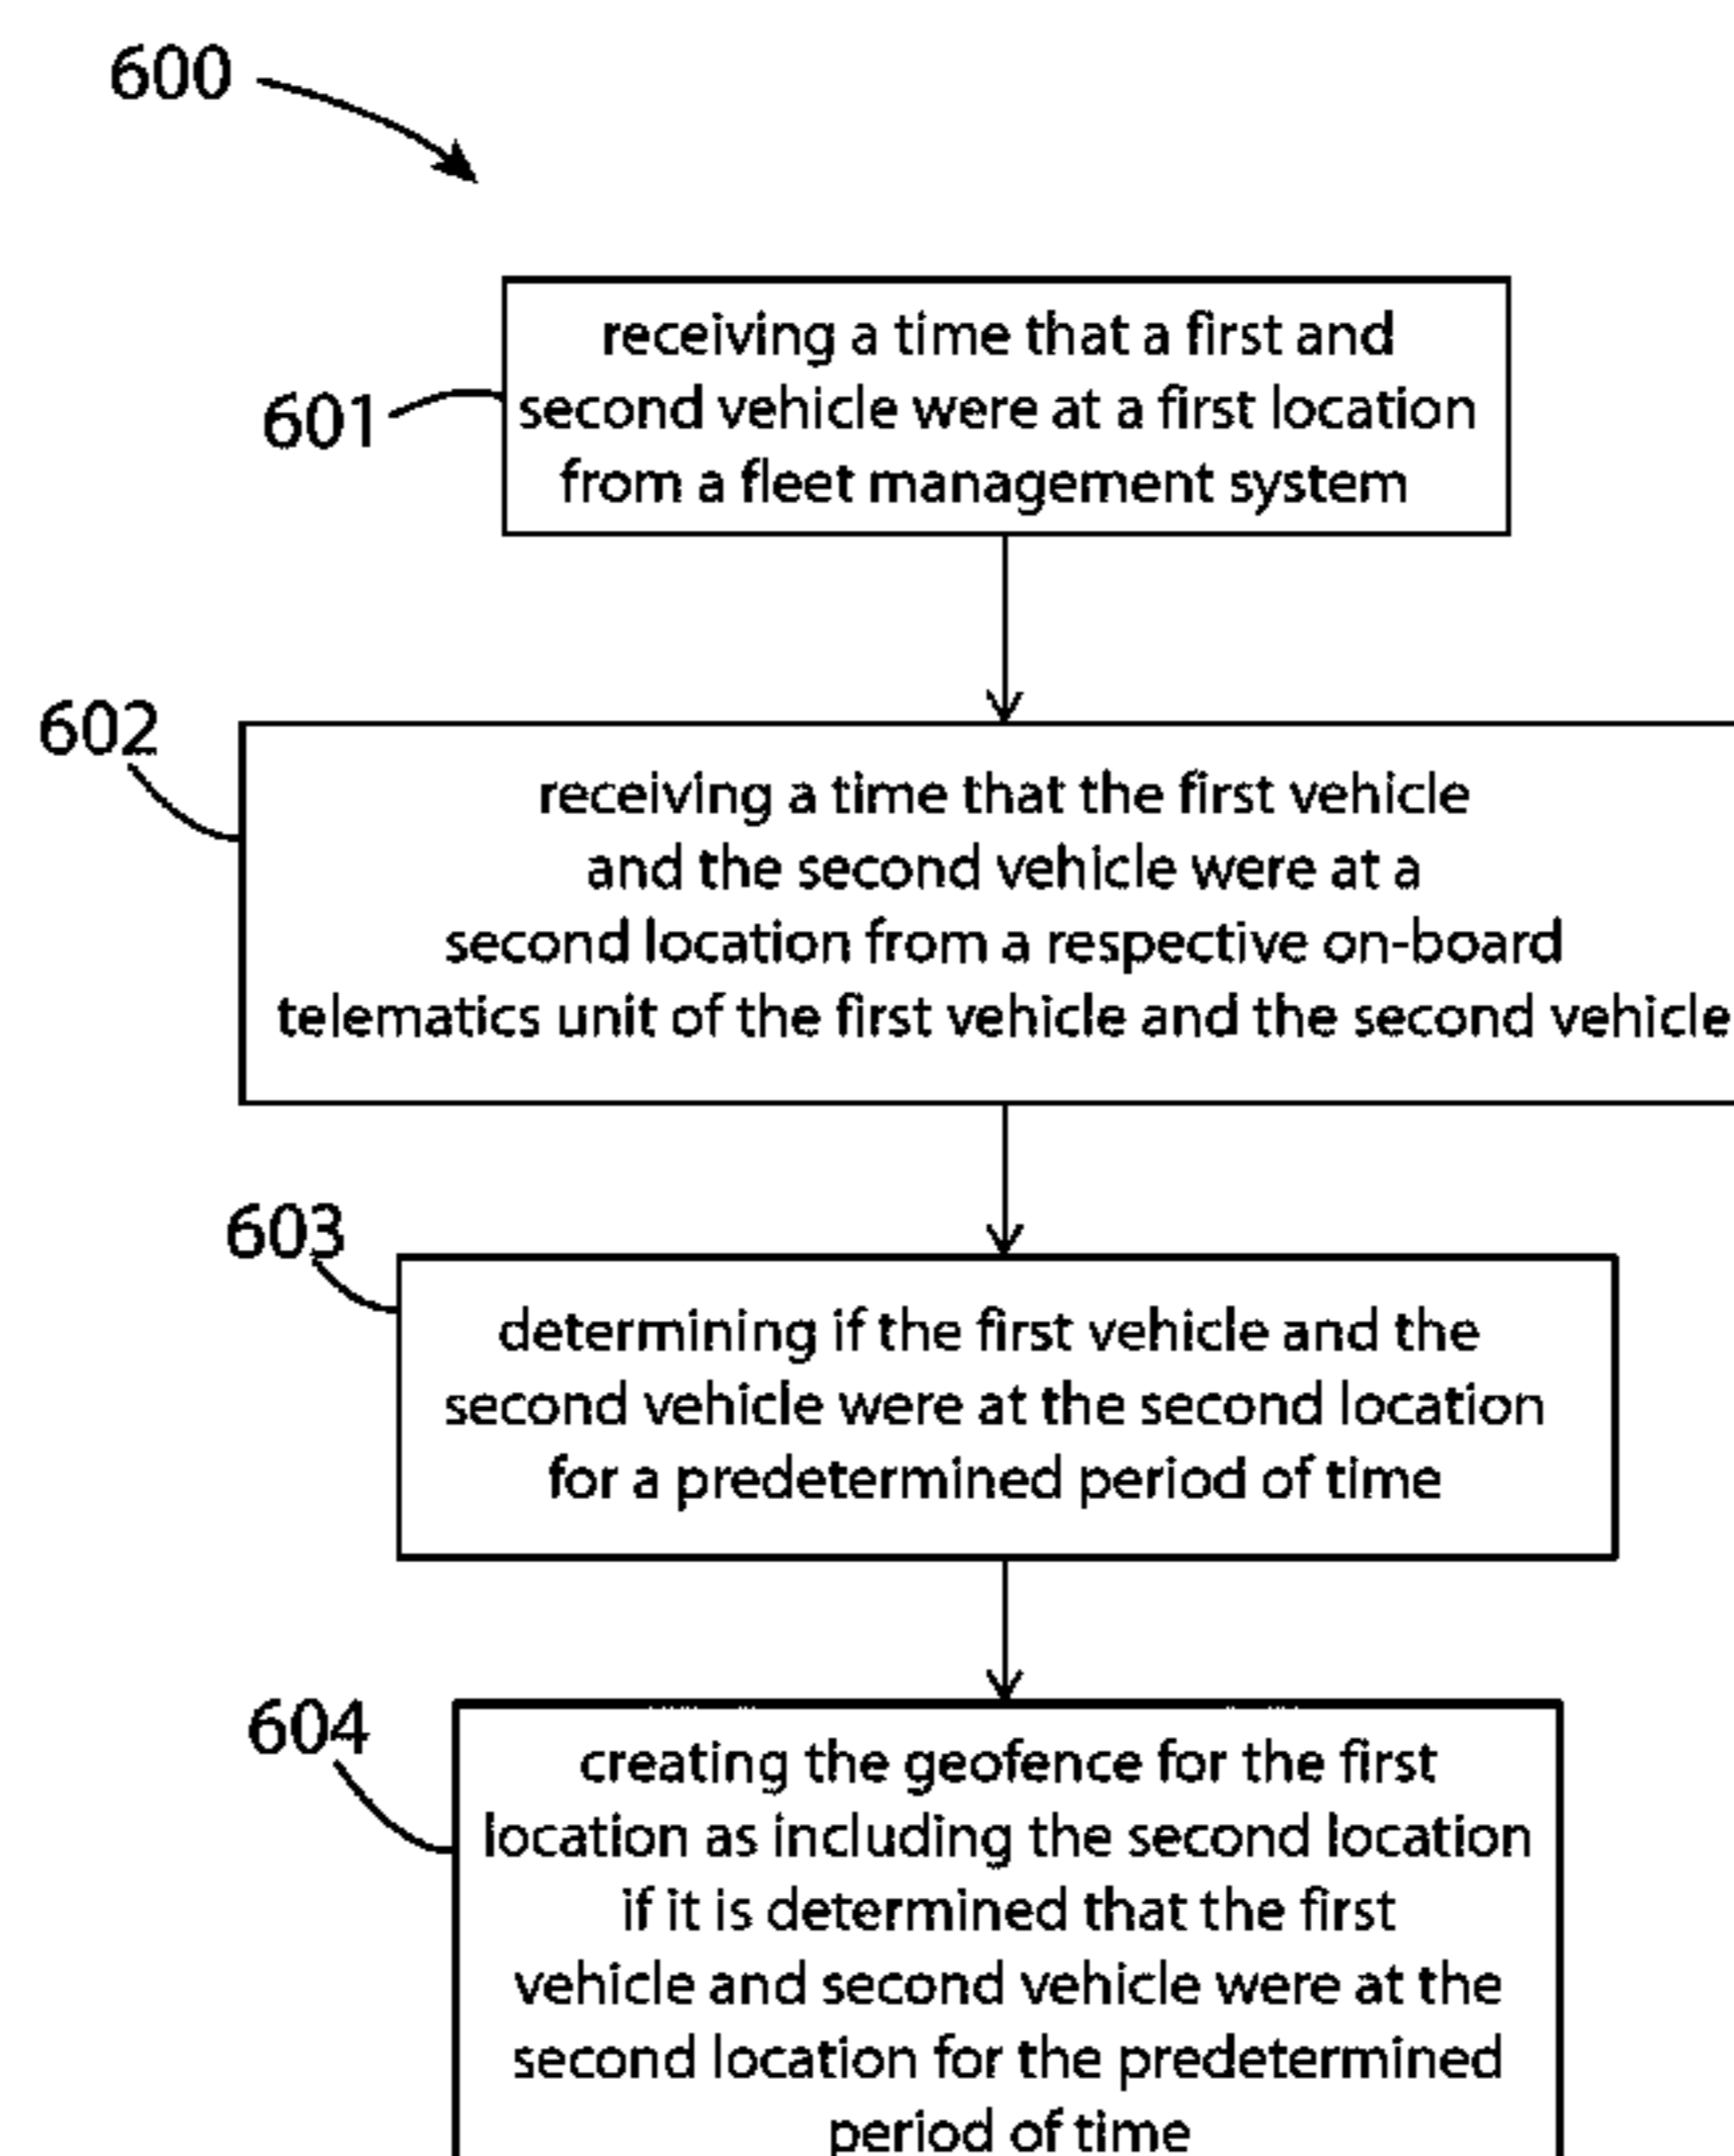 600
601
receiving a time that a first and
second vehicle were at a first location
from a fleet management system
602
receiving a time that the first vehicle
and the second vehicle were at a
second location from a respective on-board
telematics unit of the first vehicle and the second vehicle
603
determining if the first vehicle and the
second vehicle were at the second location
for a predetermined period of time
604
creating the geofence for the first
location as including the second location
if it is determined that the first
vehicle and second vehicle were at the
second location for the predetermined
period of time